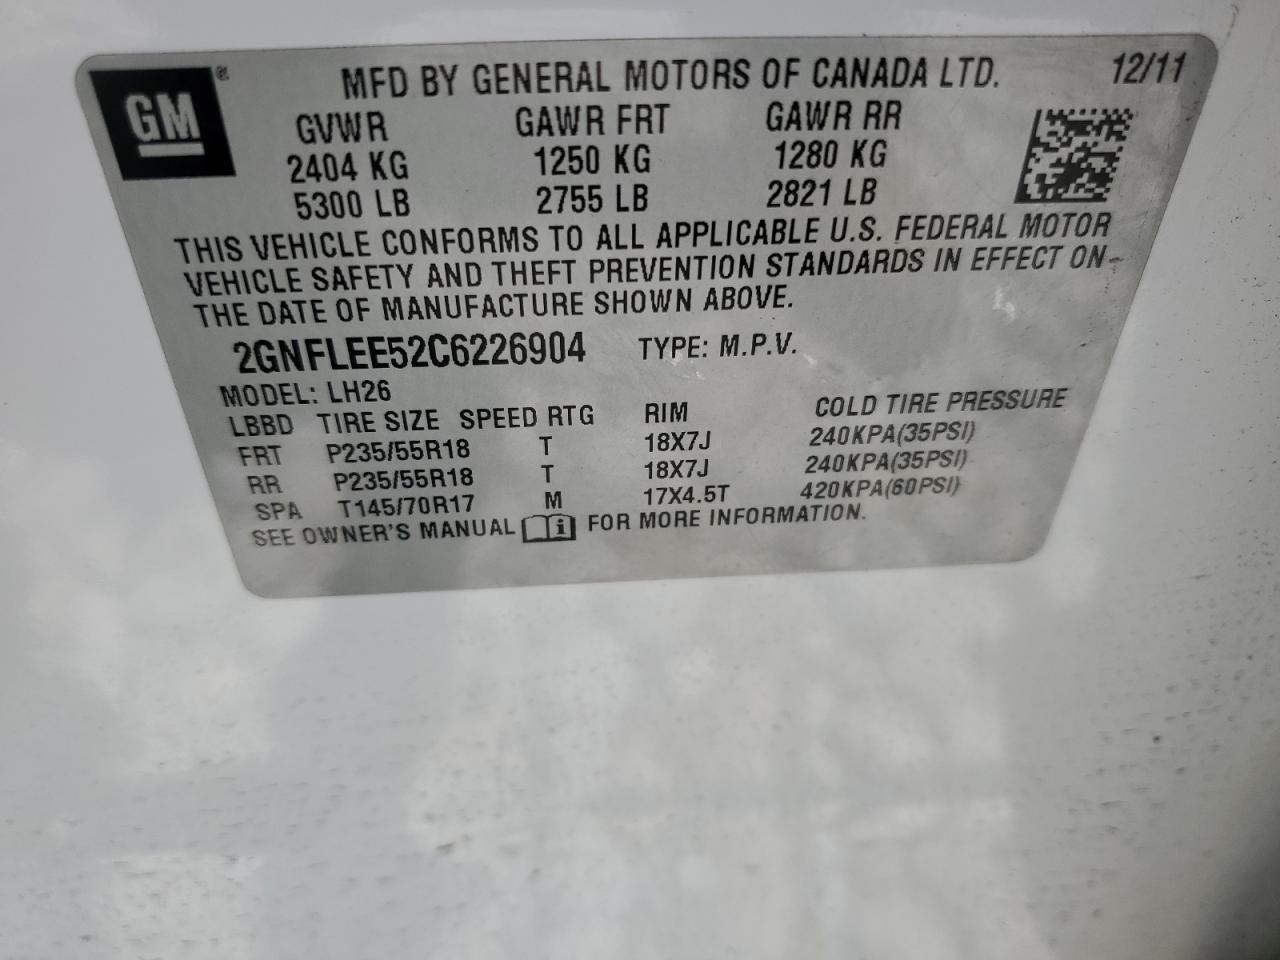 GM ® MFD BY GENERAL MOTORS OF CANADA LTD. 12/11
GVWR GAWR FRT GAWR RR
2404 KG 1250 KG 1280 KG
5300 LB 2755 LB 2821 LB
THIS VEHICLE CONFORMS TO ALL APPLICABLE U.S. FEDERAL MOTOR
VEHICLE SAFETY AND THEFT PREVENTION STANDARDS IN EFFECT ON
THE DATE OF MANUFACTURE SHOWN ABOVE.
2GNFLEE52C6226904 TYPE: M.P.V.
MODEL: LH26
LBBD TIRE SIZE SPEED RTG RIM COLD TIRE PRESSURE
FRT P235/55R18 T 18X7J 240KPA(35PSI)
RR P235/55R18 T 18X7J 240KPA(35PSI)
SPA T145/70R17 M 17X4.5T 420KPA(60PSI)
SEE OWNER'S MANUAL i FOR MORE INFORMATION.